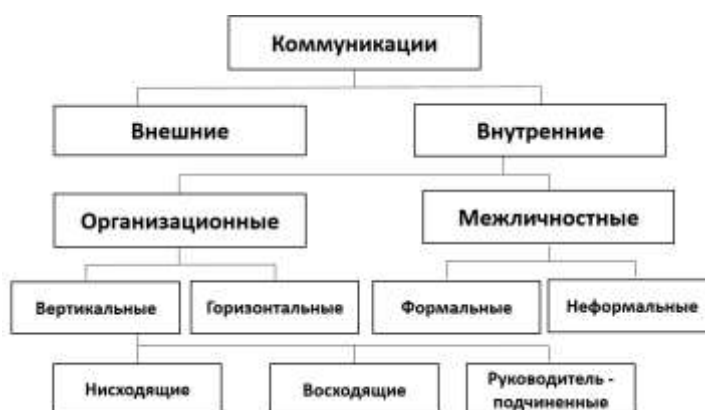 Коммуникации
Внешние
Внутренние
Организационные
Межличностные
Вертикальные
Горизонтальные
Формальные
Неформальные
Нисходящие
Восходящие
Руководитель -
подчиненные